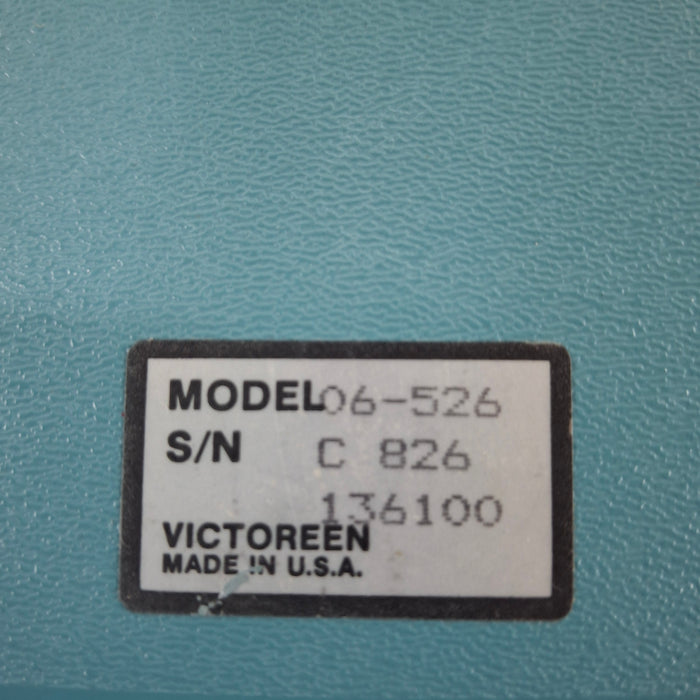 MODEL 06-526
S/N C 826
136100
VICTOREEN
MADE IN U.S.A.